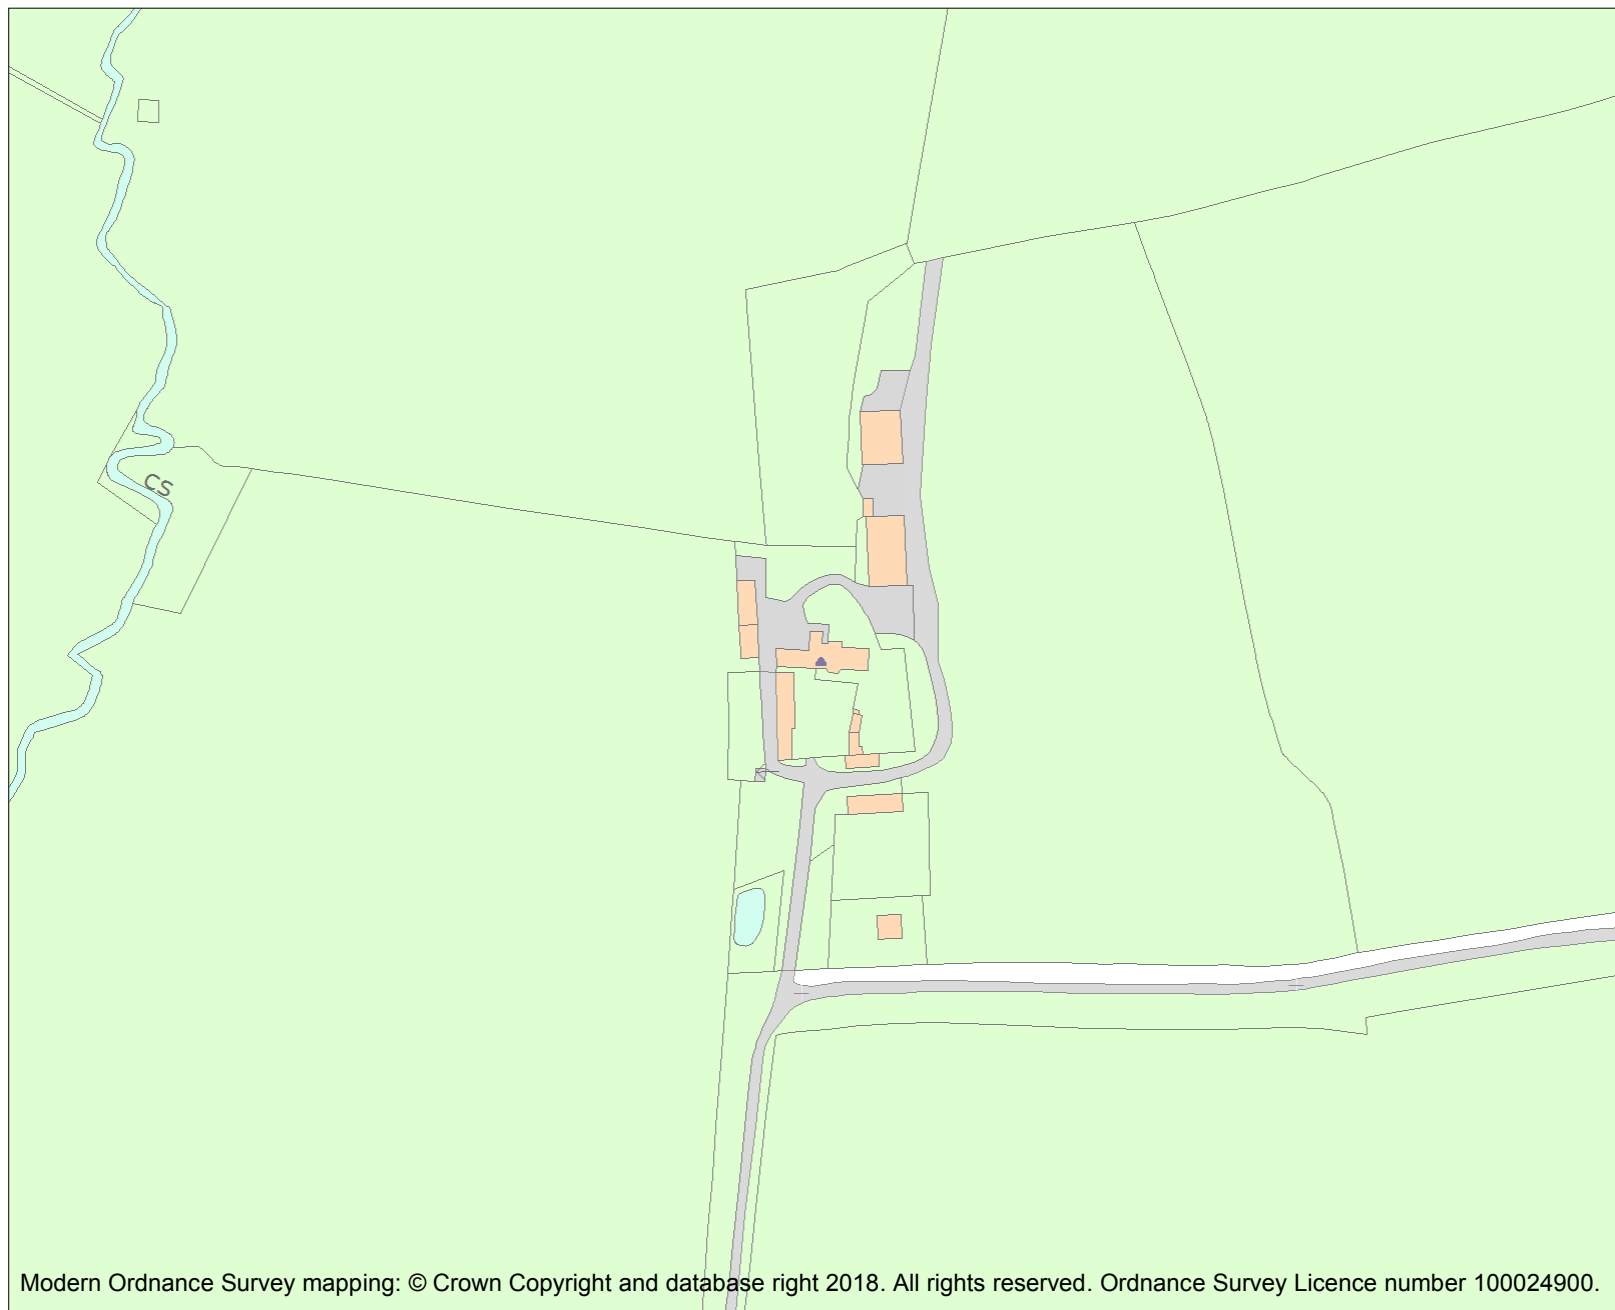 CS
Modern Ordnance Survey mapping: © Crown Copyright and database right 2018. All rights reserved. Ordnance Survey Licence number 100024900.